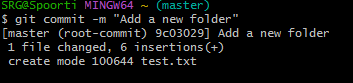 SRG@Spoorti MINGW64 ~ (master)
$ git commit -m "Add a new folder"
[master (root-commit) 9c03029] Add a new folder
 1 file changed, 6 insertions(+)
 create mode 100644 test.txt